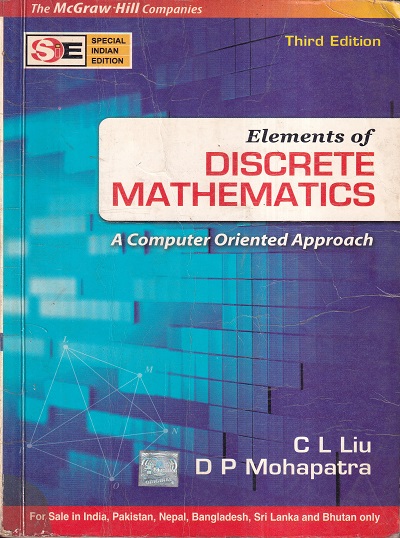 The McGraw·Hill Companies
SiE
SPECIAL
INDIAN
EDITION
Third Edition
Elements of
DISCRETE
MATHEMATICS
A Computer Oriented Approach
L
M
N
O
C L Liu
D P Mohapatra
For Sale in India, Pakistan, Nepal, Bangladesh, Sri Lanka and Bhutan only